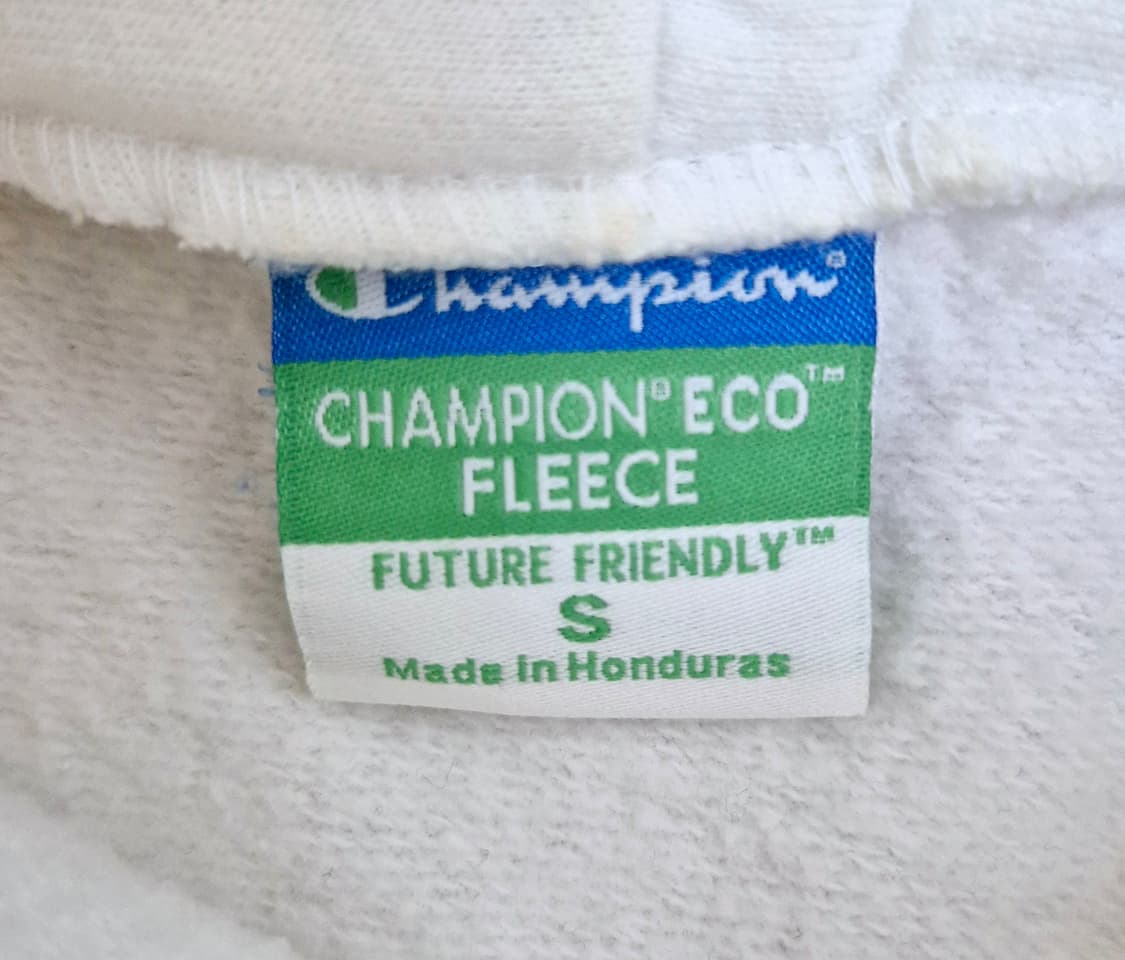 Champion®
CHAMPION® ECO™
FLEECE
FUTURE FRIENDLY™
S
Made in Honduras